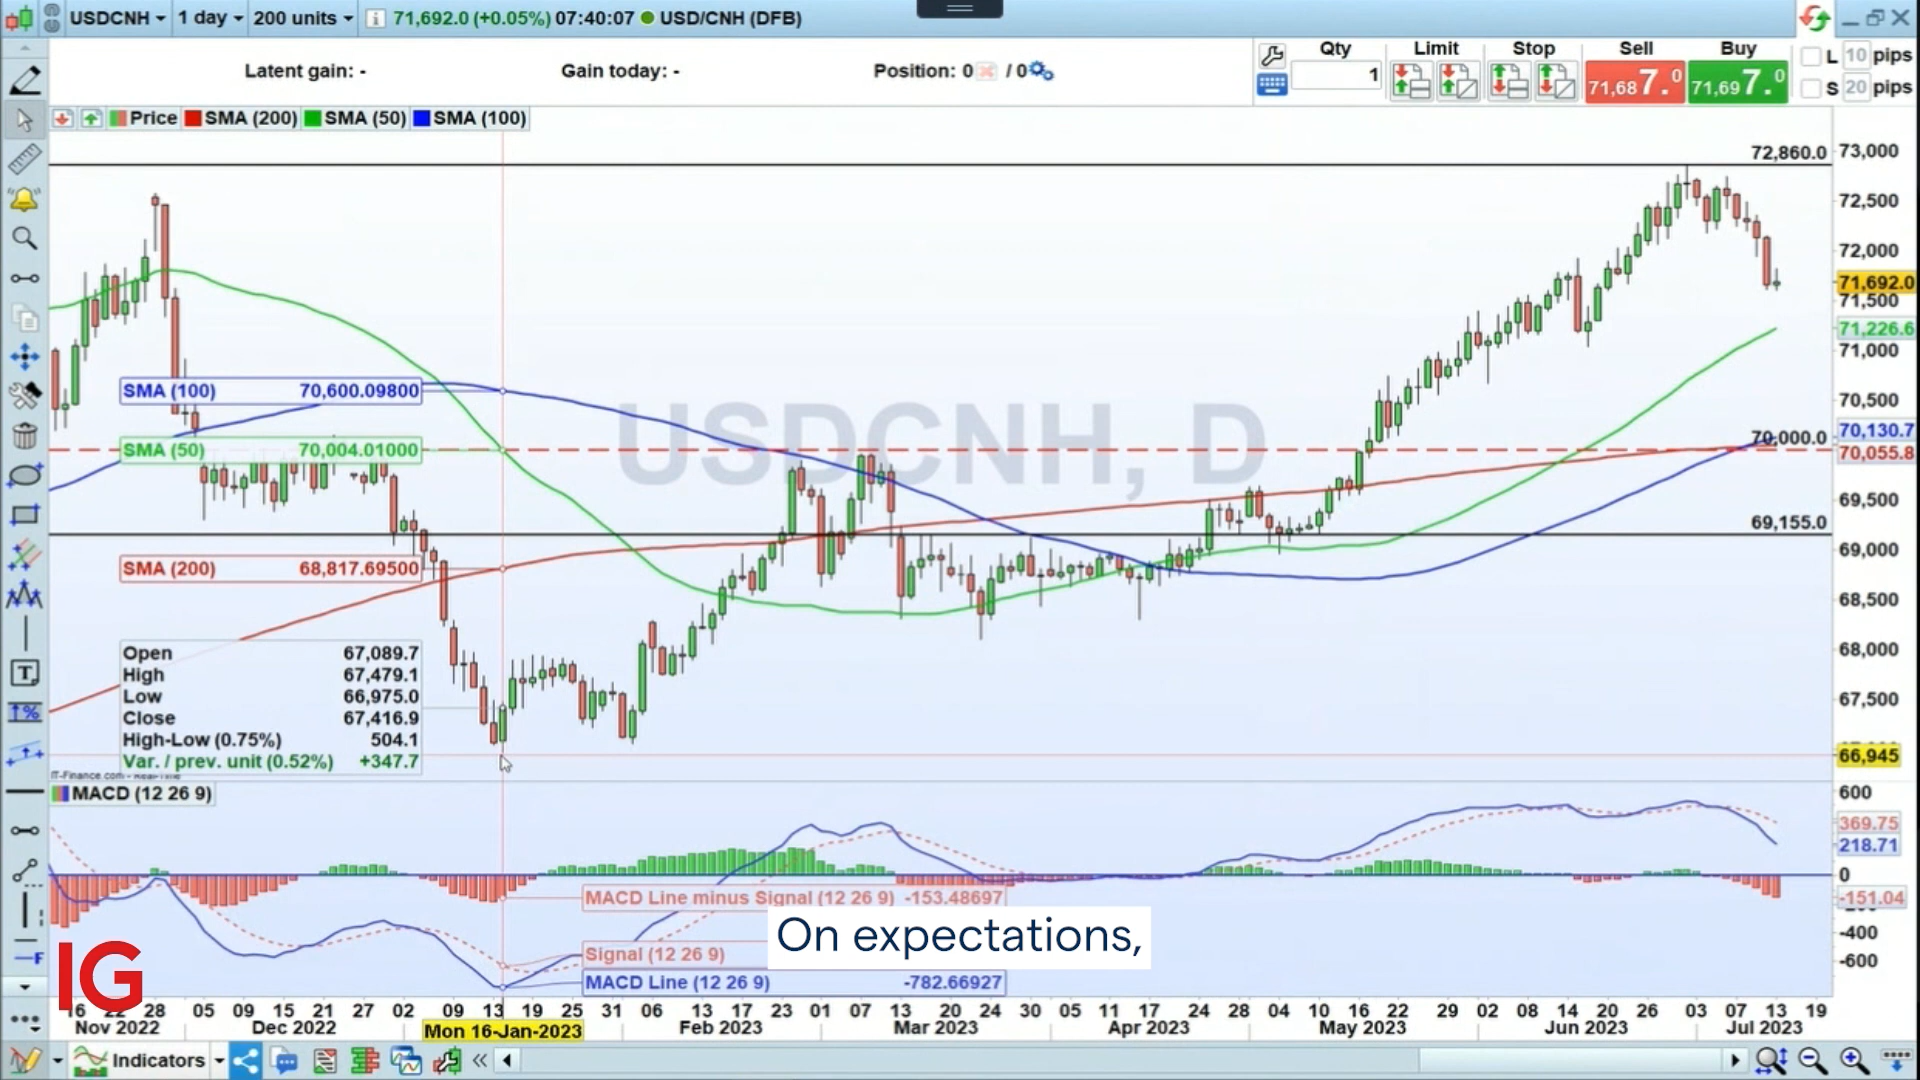 USDCNH 1 day 200 units 71,692.0 (+0.05%) 07:40:07 USD/CNH (DFB)
Latent gain: - Gain today: - Position: 0 / 0 Qty Limit Stop Sell Buy L 10 pips
1 71,687.0 71,697.0 S 20 pips
Price SMA (200) SMA (50) SMA (100)
USDCNH, D
72,860.0
73,000
72,500
72,000
71,692.0
71,500
71,226.6
71,000
70,500
70,130.7
70,000.0
70,055.8
69,500
69,155.0
69,000
68,500
68,000
67,500
66,945
SMA (100) 70,600.09800
SMA (50) 70,004.01000
SMA (200) 68,817.69500
Open 67,089.7
High 67,479.1
Low 66,975.0
Close 67,416.9
High-Low (0.75%) 504.1
Var. / prev. unit (0.52%) +347.7
IT-Finance.com - Real-Time
MACD (12 26 9)
600
369.75
218.71
0
-151.04
-400
-600
MACD Line minus Signal (12 26 9) -153.48697
On expectations,
Signal (12 26 9)
MACD Line (12 26 9) -782.66927
IG
16 22 28 05 09 15 21 27 02 09 13 19 25 31 06 13 17 23 01 07 13 18 24 30 05 11 17 24 28 04 10 16 22 29 02 08 14 20 26 03 07 13 19
Nov 2022 Dec 2022 Mon 16-Jan-2023 Feb 2023 Mar 2023 Apr 2023 May 2023 Jun 2023 Jul 2023
Indicators